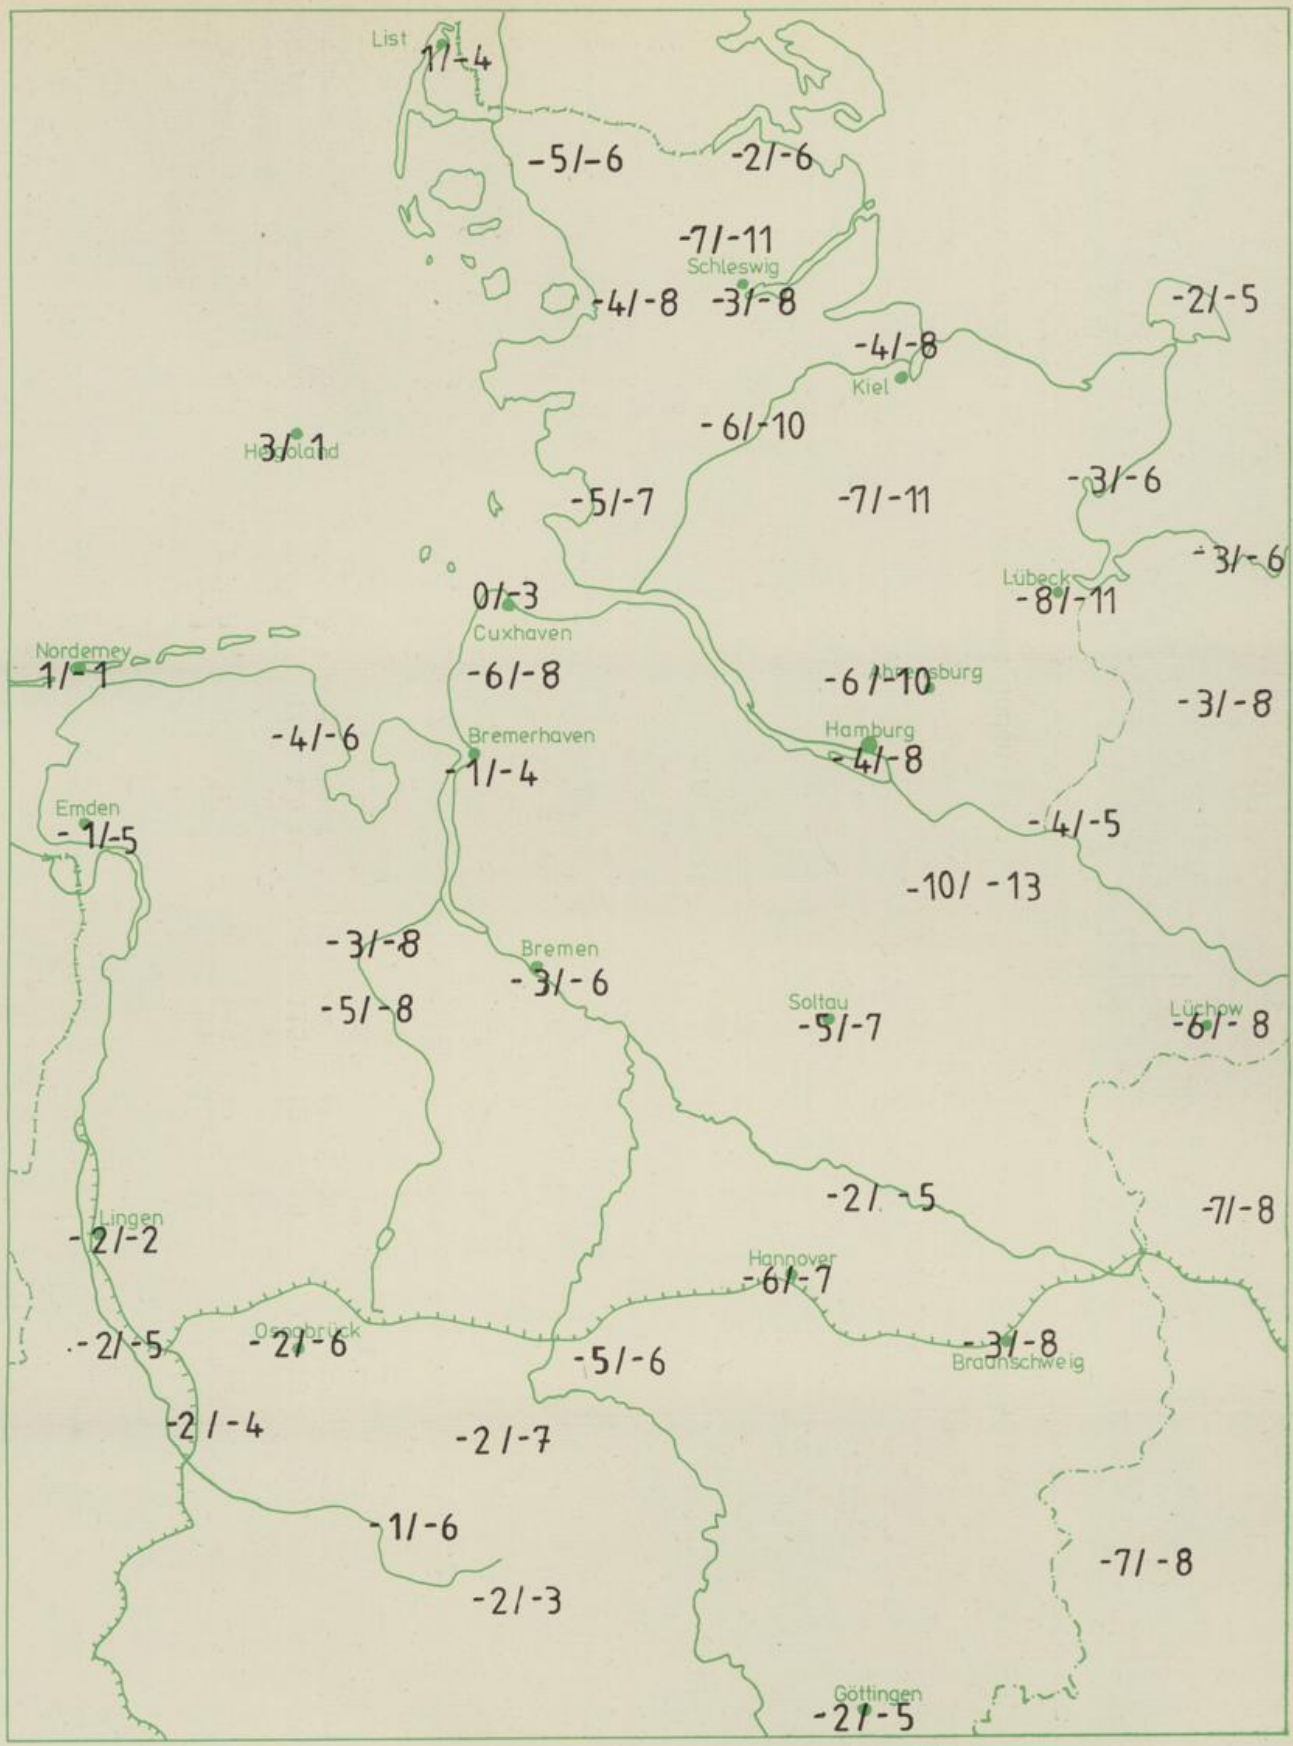 List
1/-4
-5/-6
-2/-6
-7/-11
Schleswig
-4/-8
-3/-8
-2/-5
-4/-8
Kiel
-6/-10
3/ 1
Helgoland
-3/-6
-5/-7
-7/-11
-3/-6
Lübeck
-8/-11
0/-3
Cuxhaven
Norderney
1/-1
-6/-8
Ahrensburg
-6/-10
-3/-8
Hamburg
-4/-8
-4/-6
Bremerhaven
-1/-4
Emden
-1/-5
-4/-5
-10/ -13
-3/-8
Bremen
-3/-6
-5/-8
Soltau
-5/-7
Lüchow
-6/-8
-2/ -5
-7/-8
Lingen
-2/-2
Hannover
-6/-7
Osnabrück
-2/-6
-2/-5
-3/-8
Braunschweig
-5/-6
-2/-4
-2/-7
-1/-6
-7/-8
-2/-3
Göttingen
-2/-5